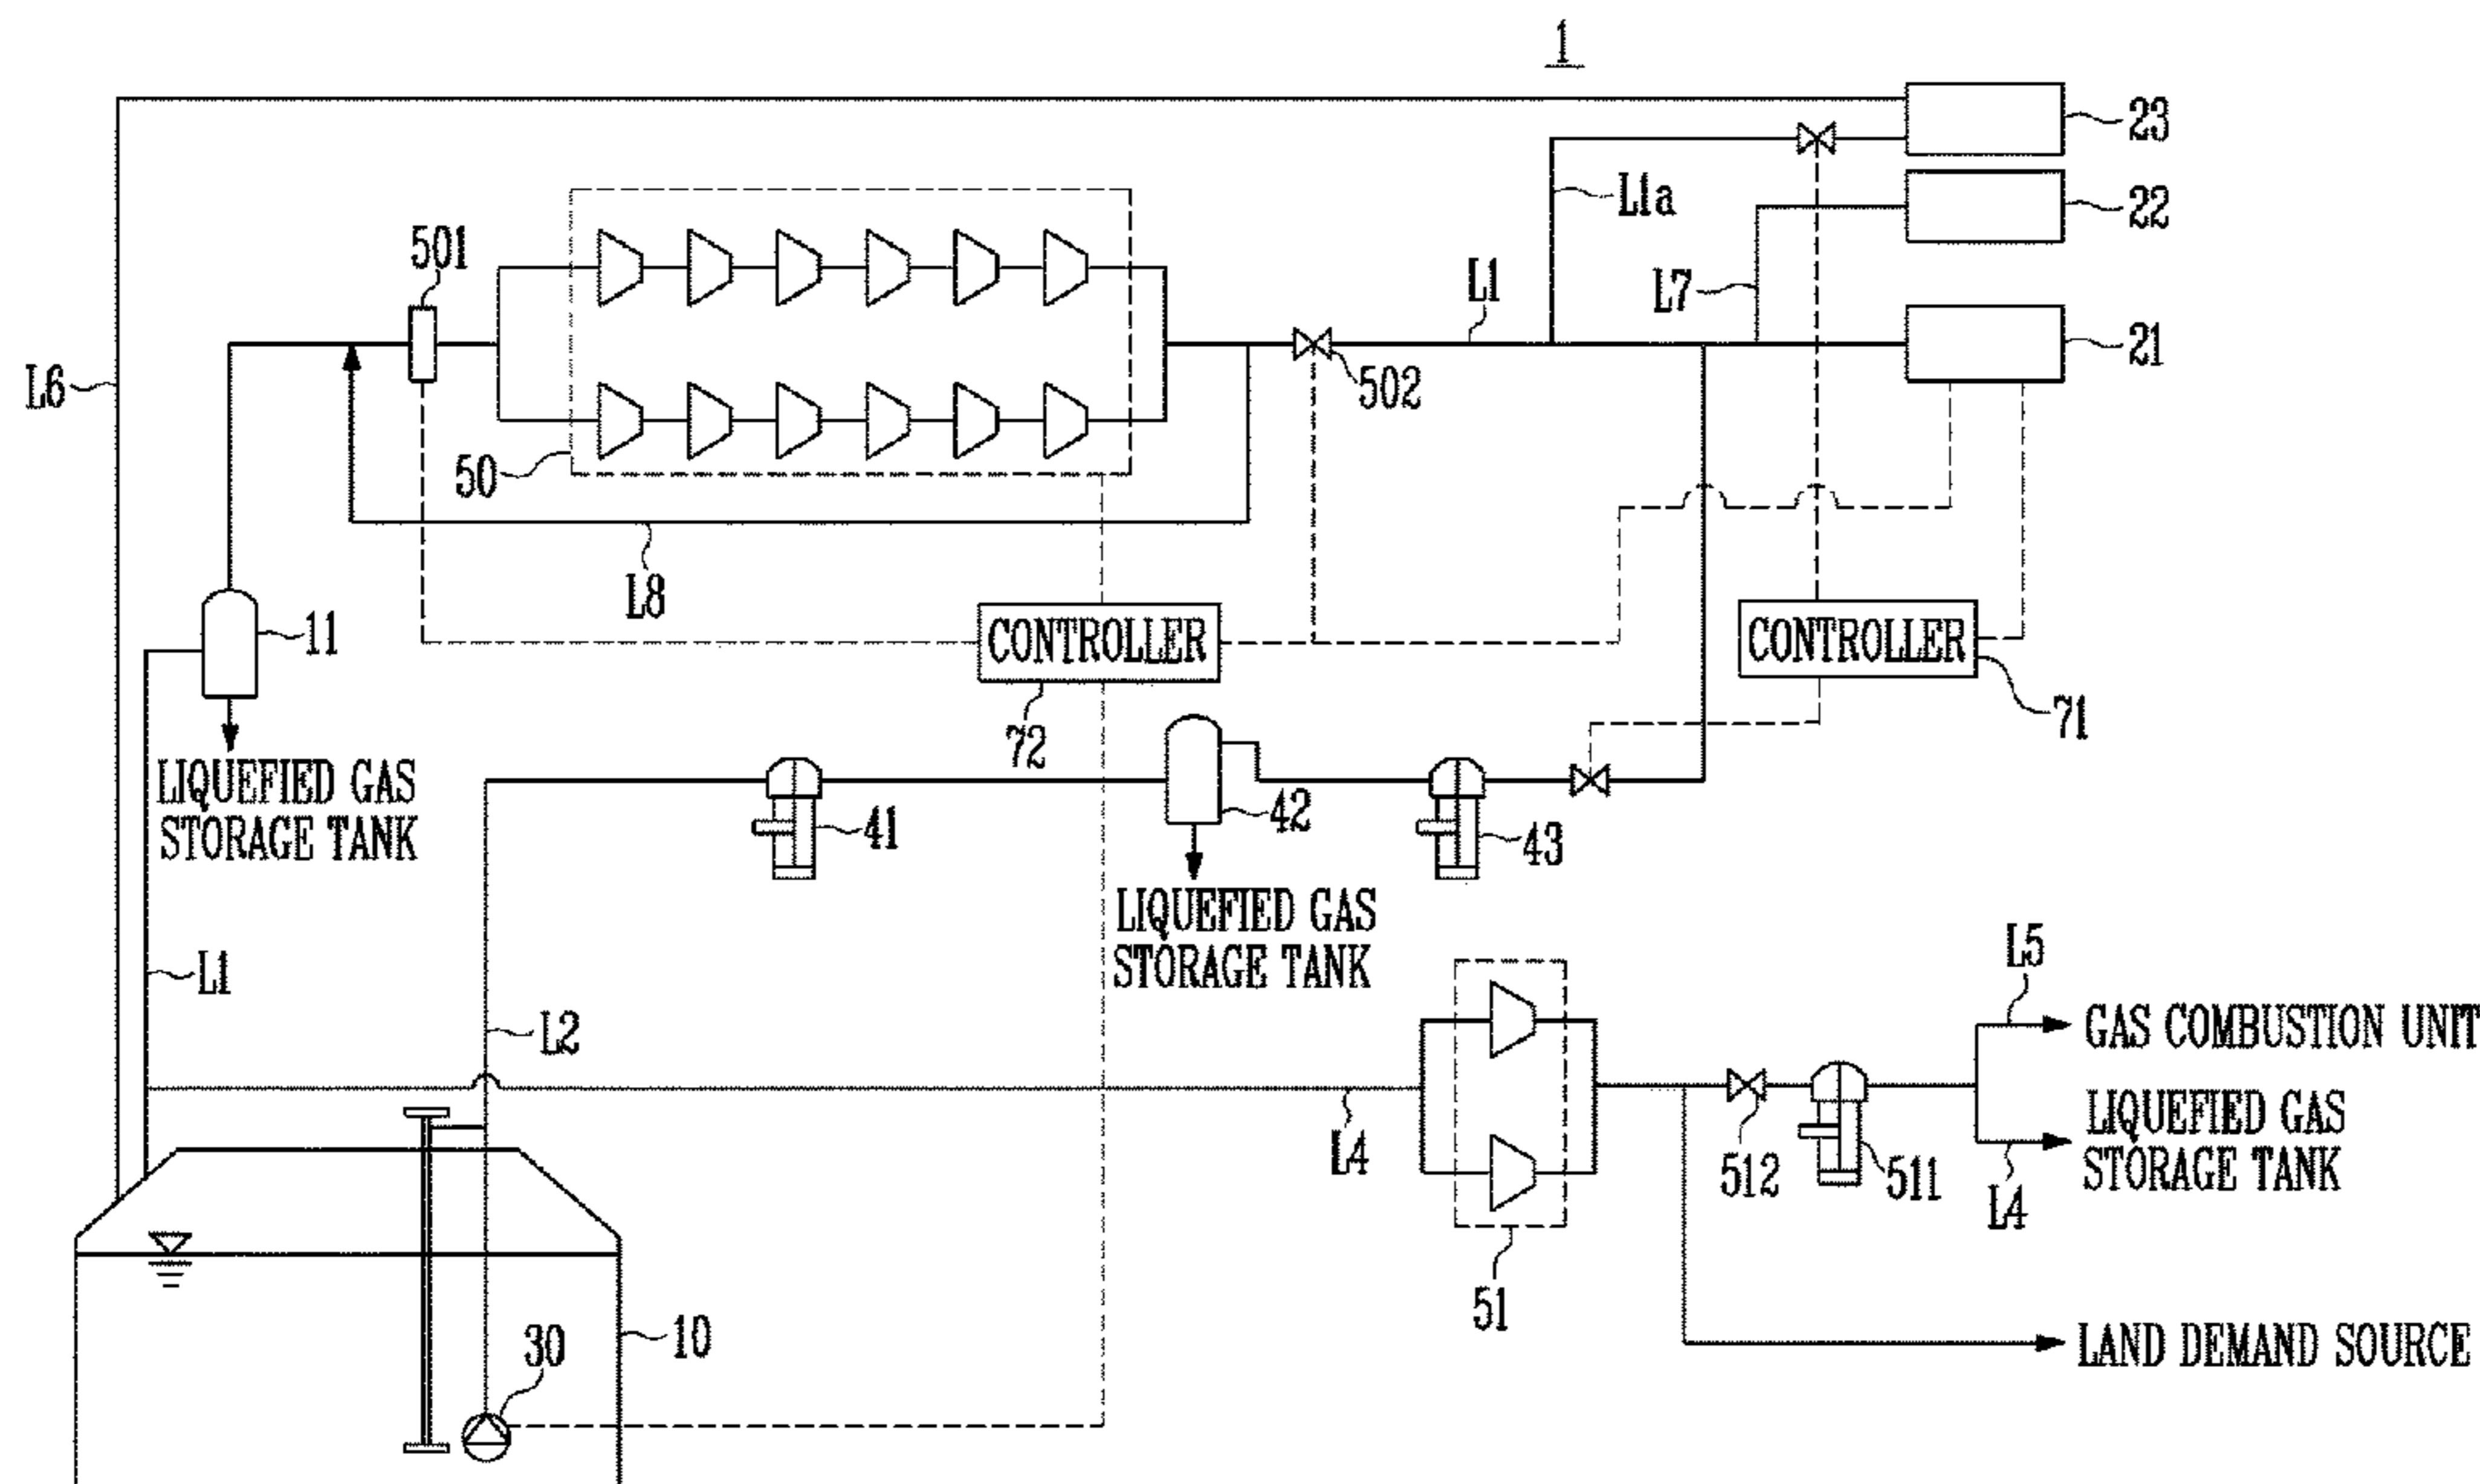 1
23
L1a
22
501
L7
L1
21
L6
502
50
L8
11
CONTROLLER
CONTROLLER
72
71
LIQUEFIED GAS
STORAGE TANK
41
42
43
LIQUEFIED GAS
STORAGE TANK
L1
L5
L2
GAS COMBUSTION UNIT
L4
512
511
LIQUEFIED GAS
STORAGE TANK
L4
51
30
10
LAND DEMAND SOURCE